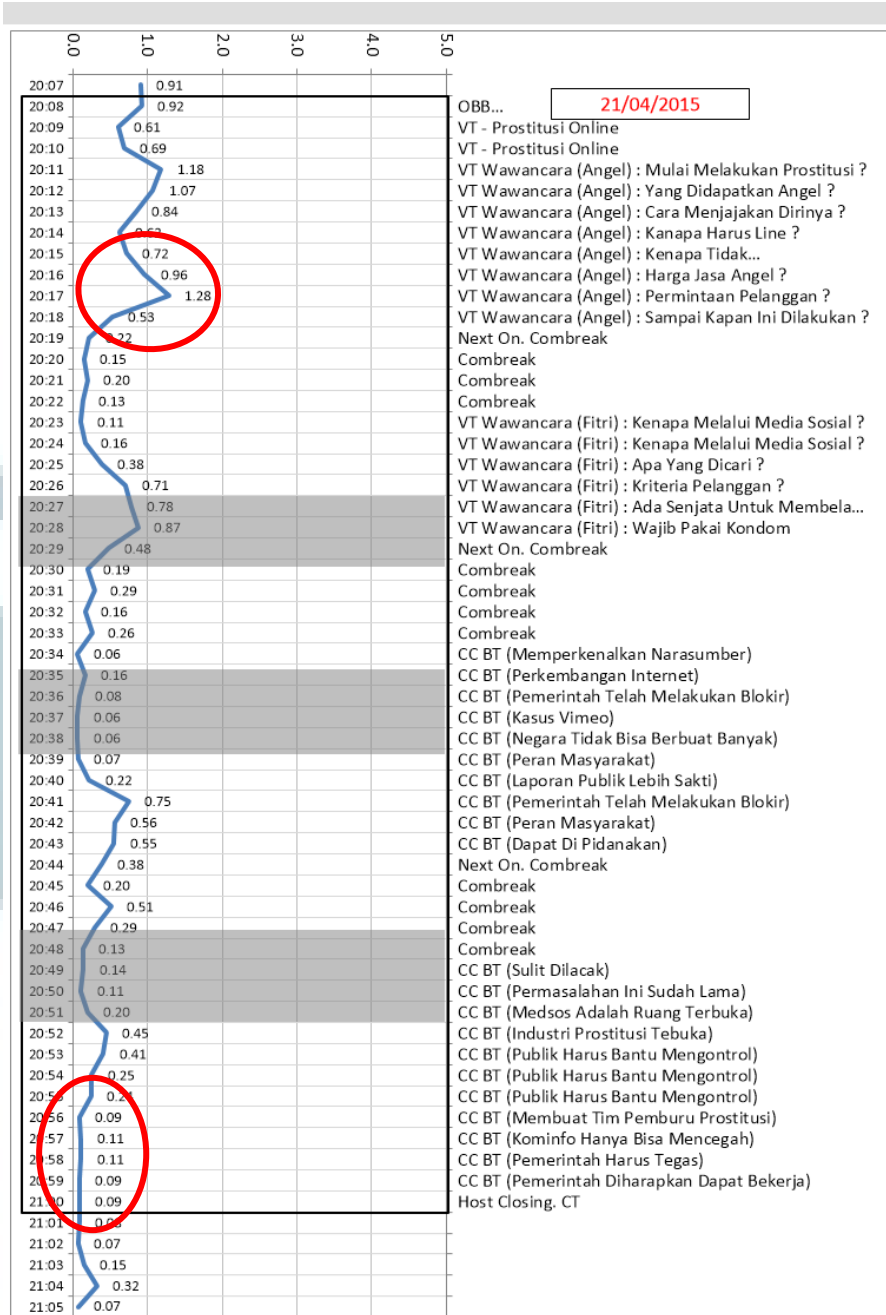 0.0 1.0 2.0 3.0 4.0 5.0
20:07 0.91
21/04/2015
20:08 0.92 OBB...
20:09 0.61 VT - Prostitusi Online
20:10 0.69 VT - Prostitusi Online
20:11 1.18 VT Wawancara (Angel) : Mulai Melakukan Prostitusi ?
20:12 1.07 VT Wawancara (Angel) : Yang Didapatkan Angel ?
20:13 0.84 VT Wawancara (Angel) : Cara Menjajakan Dirinya ?
20:14 VT Wawancara (Angel) : Kanapa Harus Line ?
20:15 0.72 VT Wawancara (Angel) : Kenapa Tidak...
20:16 0.96 VT Wawancara (Angel) : Harga Jasa Angel ?
20:17 1.28 VT Wawancara (Angel) : Permintaan Pelanggan ?
20:18 0.53 VT Wawancara (Angel) : Sampai Kapan Ini Dilakukan ?
20:19 0.22 Next On. Combreak
20:20 0.15 Combreak
20:21 0.20 Combreak
20:22 0.13 Combreak
20:23 0.11 VT Wawancara (Fitri) : Kenapa Melalui Media Sosial ?
20:24 0.16 VT Wawancara (Fitri) : Kenapa Melalui Media Sosial ?
20:25 0.38 VT Wawancara (Fitri) : Apa Yang Dicari ?
20:26 0.71 VT Wawancara (Fitri) : Kriteria Pelanggan ?
20:27 0.78 VT Wawancara (Fitri) : Ada Senjata Untuk Membela...
20:28 0.87 VT Wawancara (Fitri) : Wajib Pakai Kondom
20:29 0.48 Next On. Combreak
20:30 0.19 Combreak
20:31 0.29 Combreak
20:32 0.16 Combreak
20:33 0.26 Combreak
20:34 0.06 CC BT (Memperkenalkan Narasumber)
20:35 0.16 CC BT (Perkembangan Internet)
20:36 0.08 CC BT (Pemerintah Telah Melakukan Blokir)
20:37 0.06 CC BT (Kasus Vimeo)
20:38 0.06 CC BT (Negara Tidak Bisa Berbuat Banyak)
20:39 0.07 CC BT (Peran Masyarakat)
20:40 0.22 CC BT (Laporan Publik Lebih Sakti)
20:41 0.75 CC BT (Pemerintah Telah Melakukan Blokir)
20:42 0.56 CC BT (Peran Masyarakat)
20:43 0.55 CC BT (Dapat Di Pidanakan)
20:44 0.38 Next On. Combreak
20:45 0.20 Combreak
20:46 0.51 Combreak
20:47 0.29 Combreak
20:48 0.13 Combreak
20:49 0.14 CC BT (Sulit Dilacak)
20:50 0.11 CC BT (Permasalahan Ini Sudah Lama)
20:51 0.20 CC BT (Medsos Adalah Ruang Terbuka)
20:52 0.45 CC BT (Industri Prostitusi Tebuka)
20:53 0.41 CC BT (Publik Harus Bantu Mengontrol)
20:54 0.25 CC BT (Publik Harus Bantu Mengontrol)
20:55 CC BT (Publik Harus Bantu Mengontrol)
20:56 0.09 CC BT (Membuat Tim Pemburu Prostitusi)
20:57 0.11 CC BT (Kominfo Hanya Bisa Mencegah)
20:58 0.11 CC BT (Pemerintah Harus Tegas)
20:59 0.09 CC BT (Pemerintah Diharapkan Dapat Bekerja)
21:00 0.09 Host Closing. CT
21:01
21:02 0.07
21:03 0.15
21:04 0.32
21:05 0.07